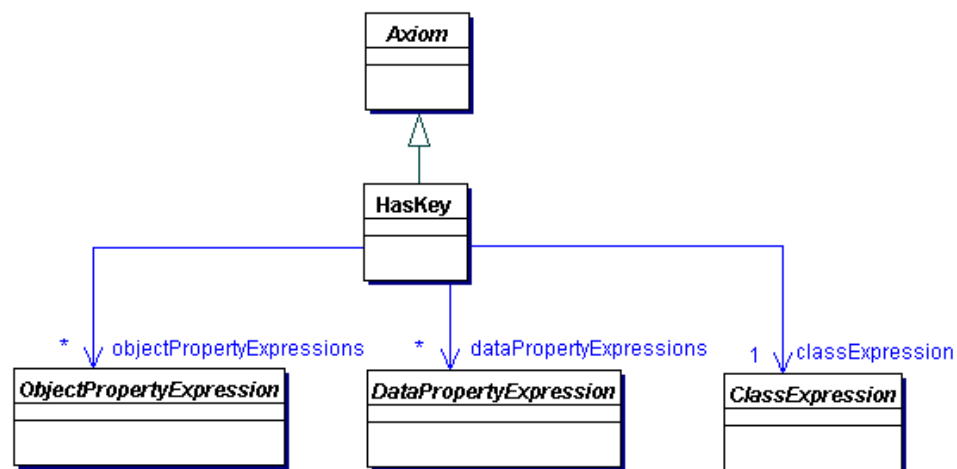 Axiom
HasKey
* objectPropertyExpressions * dataPropertyExpressions 1 classExpression
ObjectPropertyExpression DataPropertyExpression ClassExpression